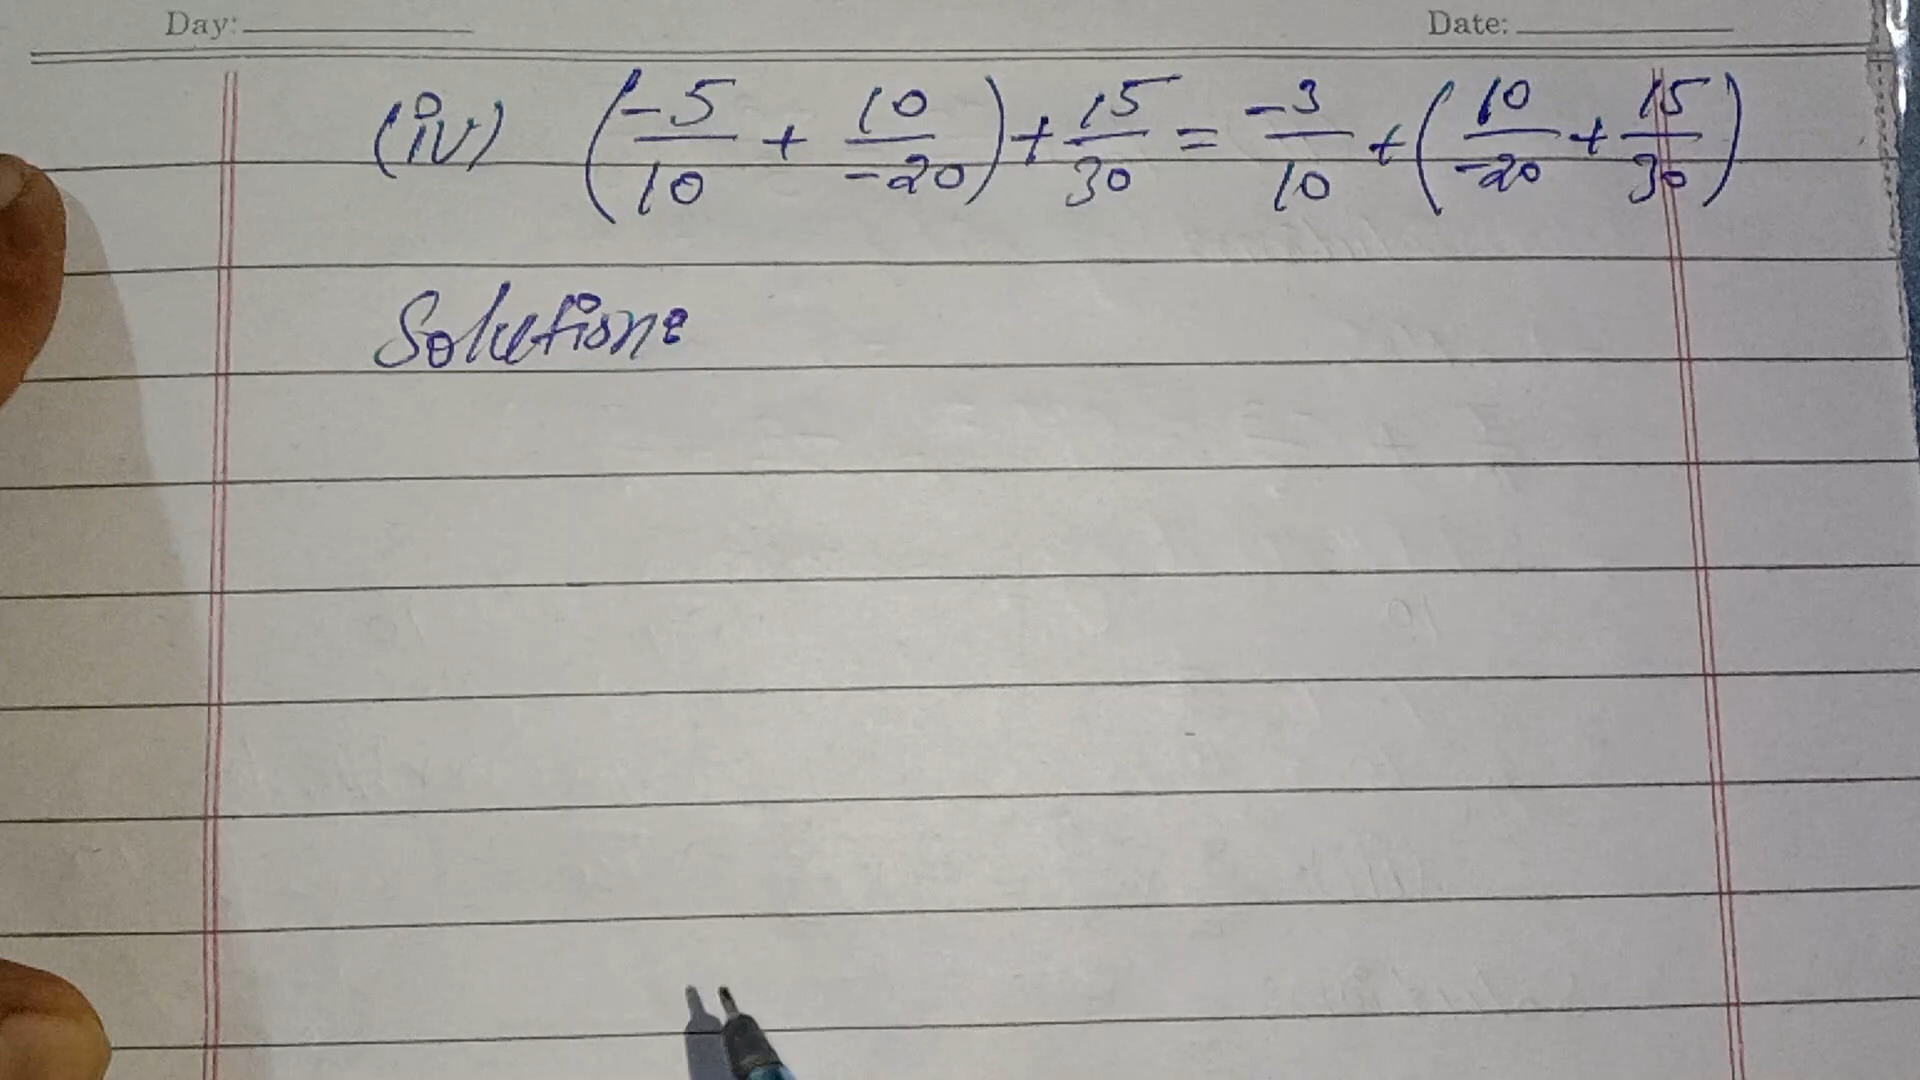 Day: Date:
(iv) (-5/10 + 10/-20) + 15/30 = -3/10 + (10/-20 + 15/30)
Solution: